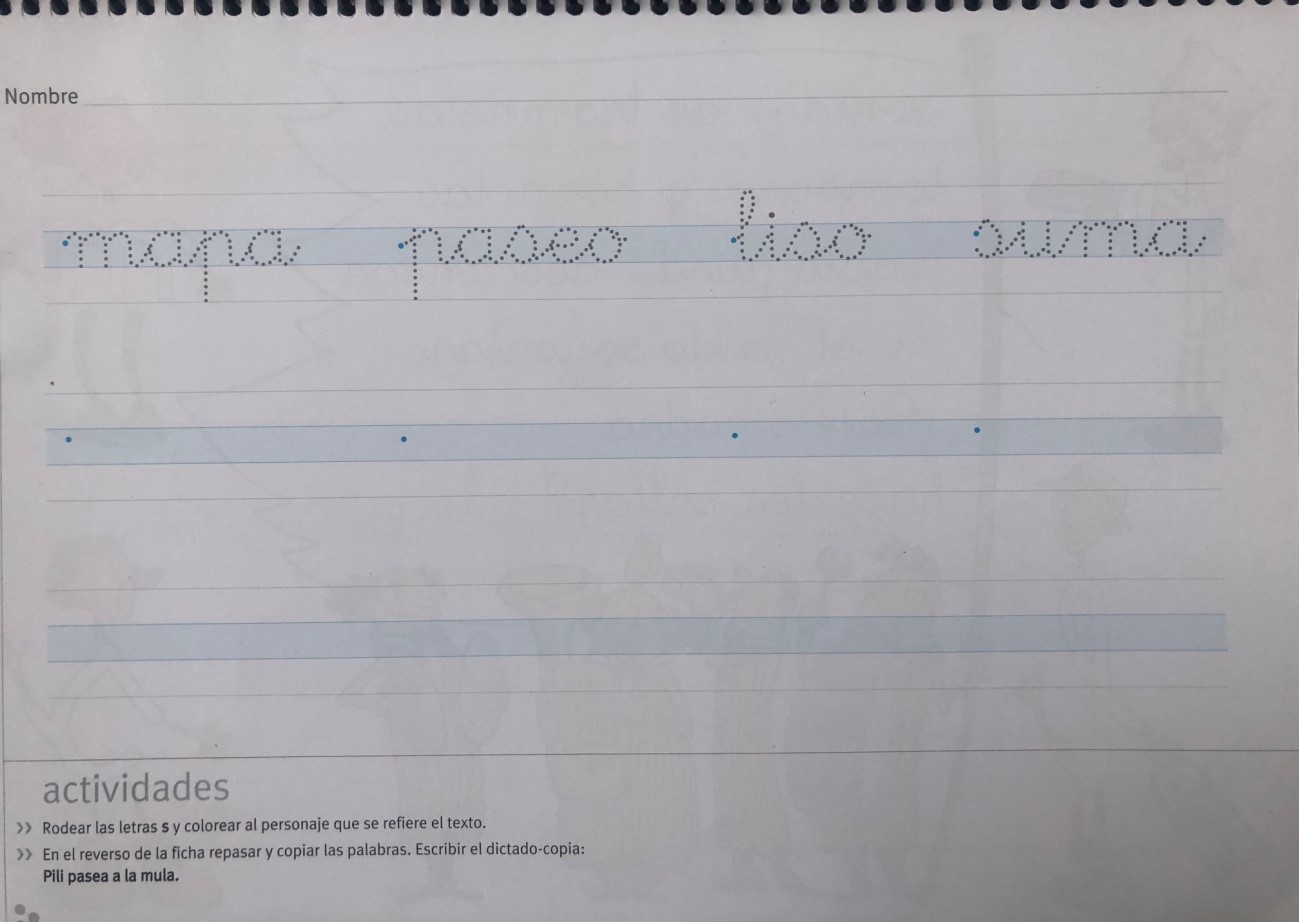 Nombre
mapa paseo liso suma
actividades
>> Rodear las letras s y colorear al personaje que se refiere el texto.
>> En el reverso de la ficha repasar y copiar las palabras. Escribir el dictado-copia:
Pili pasea a la mula.